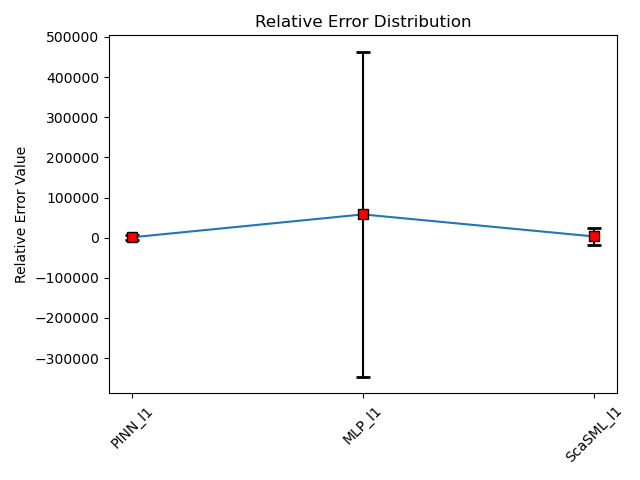 Relative Error Distribution
Relative Error Value
500000
400000
300000
200000
100000
0
−100000
−200000
−300000
PINN_l1
MLP_l1
ScaSML_l1